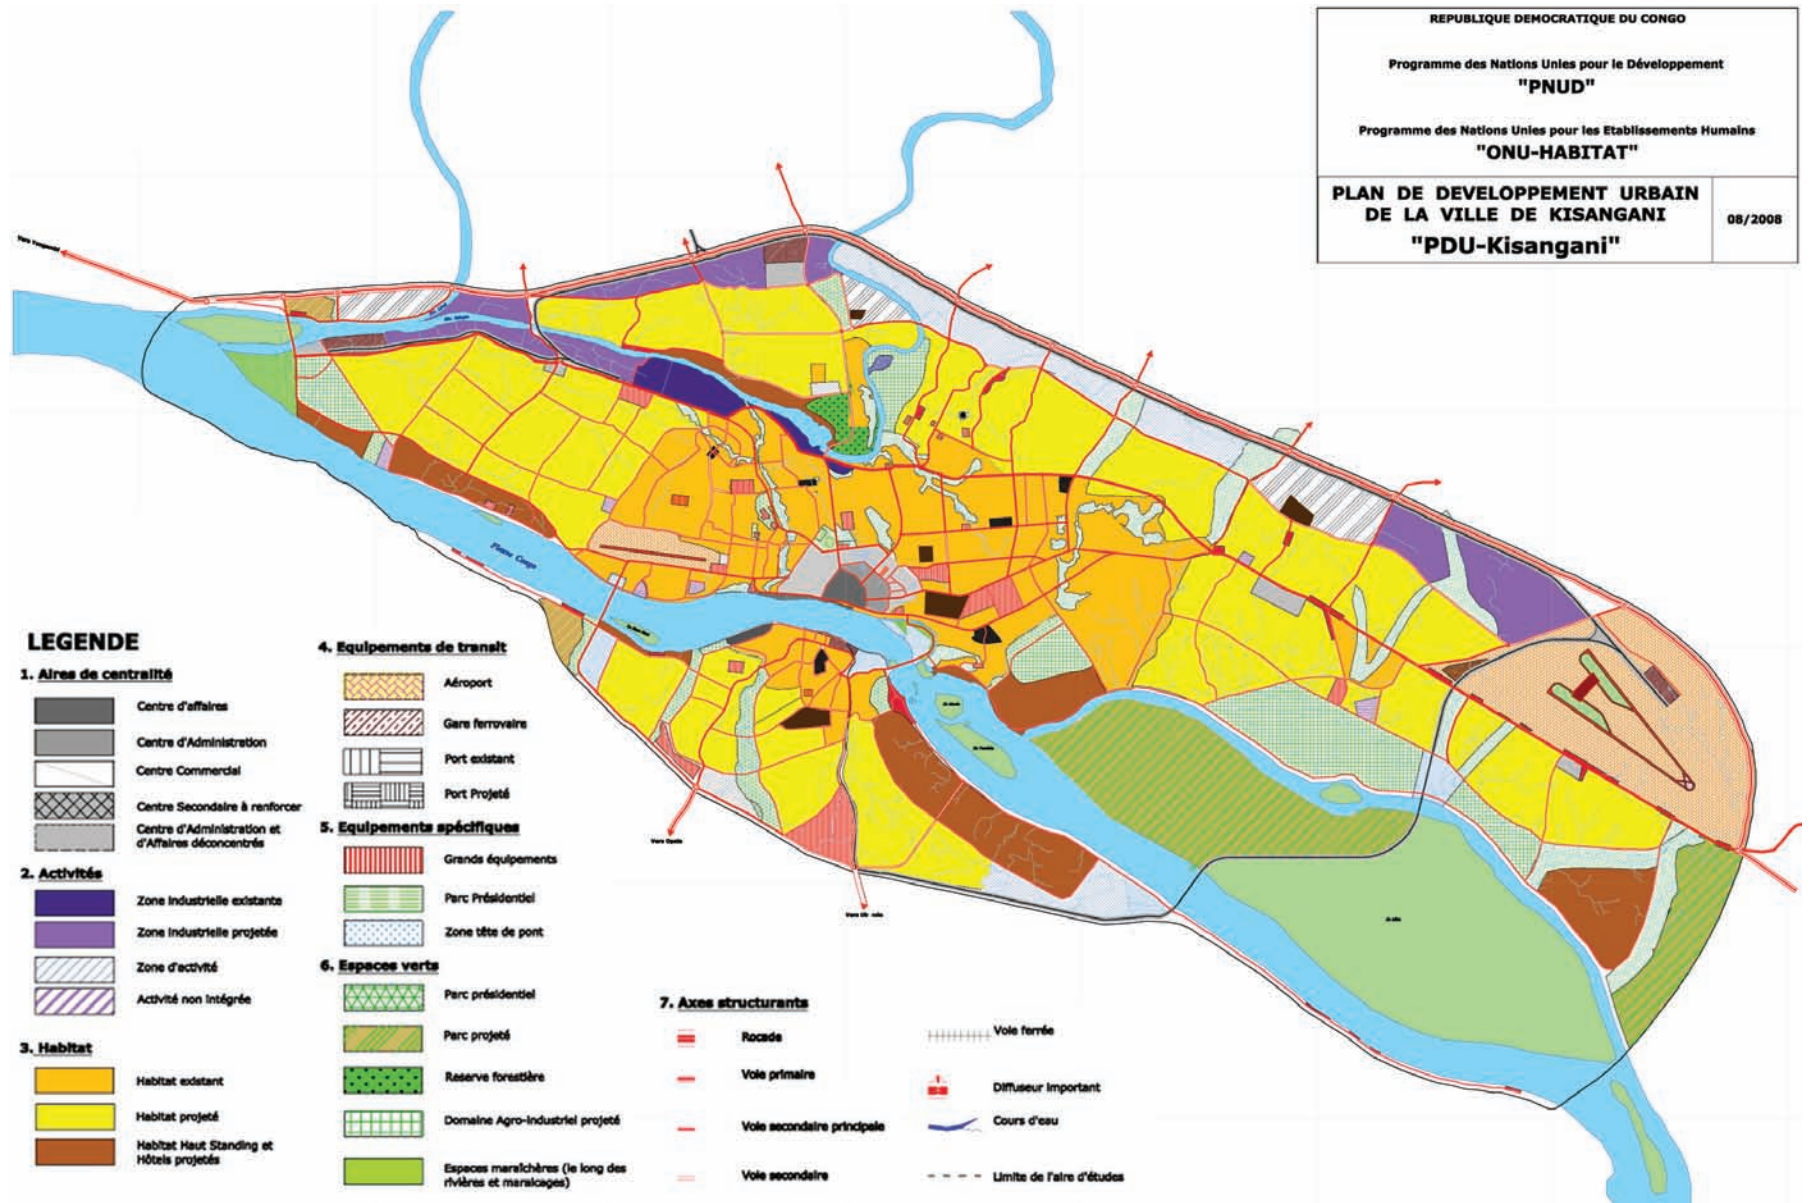 REPUBLIQUE DEMOCRATIQUE DU CONGO
Programme des Nations Unies pour le Développement
"PNUD"
Programme des Nations Unies pour les Etablissements Humains
"ONU-HABITAT"
PLAN DE DEVELOPPEMENT URBAIN
DE LA VILLE DE KISANGANI
"PDU-Kisangani"
08/2008
Fleuve Congo
Vers Opala
LEGENDE
1. Aires de centralité
Centre d'affaires
Centre d'Administration
Centre Commercial
Centre Secondaire à renforcer
Centre d'Administration et
d'Affaires déconcentrés
2. Activités
Zone industrielle existante
Zone industrielle projetée
Zone d'activité
Activité non intégrée
3. Habitat
Habitat existant
Habitat projeté
Habitat Haut Standing et
Hôtels projetés
4. Equipements de transit
Aéroport
Gare ferrovaire
Port existant
Port Projeté
5. Equipements spécifiques
Grands équipements
Parc Présidentiel
Zone tête de pont
6. Espaces verts
Parc présidentiel
Parc projeté
Reserve forestière
Domaine Agro-industriel projeté
Espaces maraîchères (le long des
rivières et maraicages)
7. Axes structurants
Rocade
Voie primaire
Voie secondaire principale
Voie secondaire
Voie ferrée
Diffuseur important
Cours d'eau
Limite de l'aire d'études